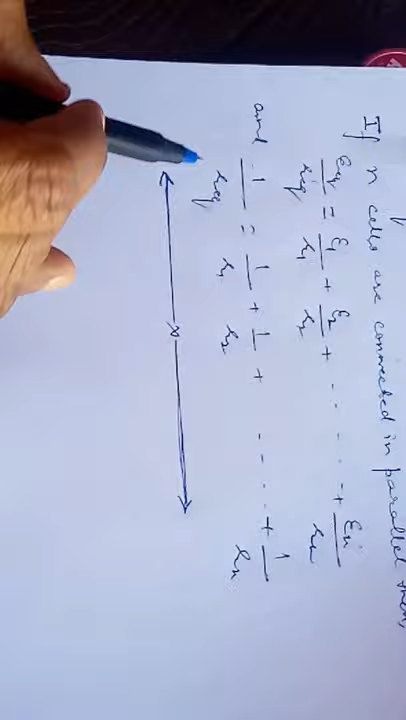 If n cells are connected in parallel then,
Eeq/req = E1/r1 + E2/r2 + - - - - - + En/rn
and 1/req = 1/r1 + 1/r2 + - - - - + 1/rn
x